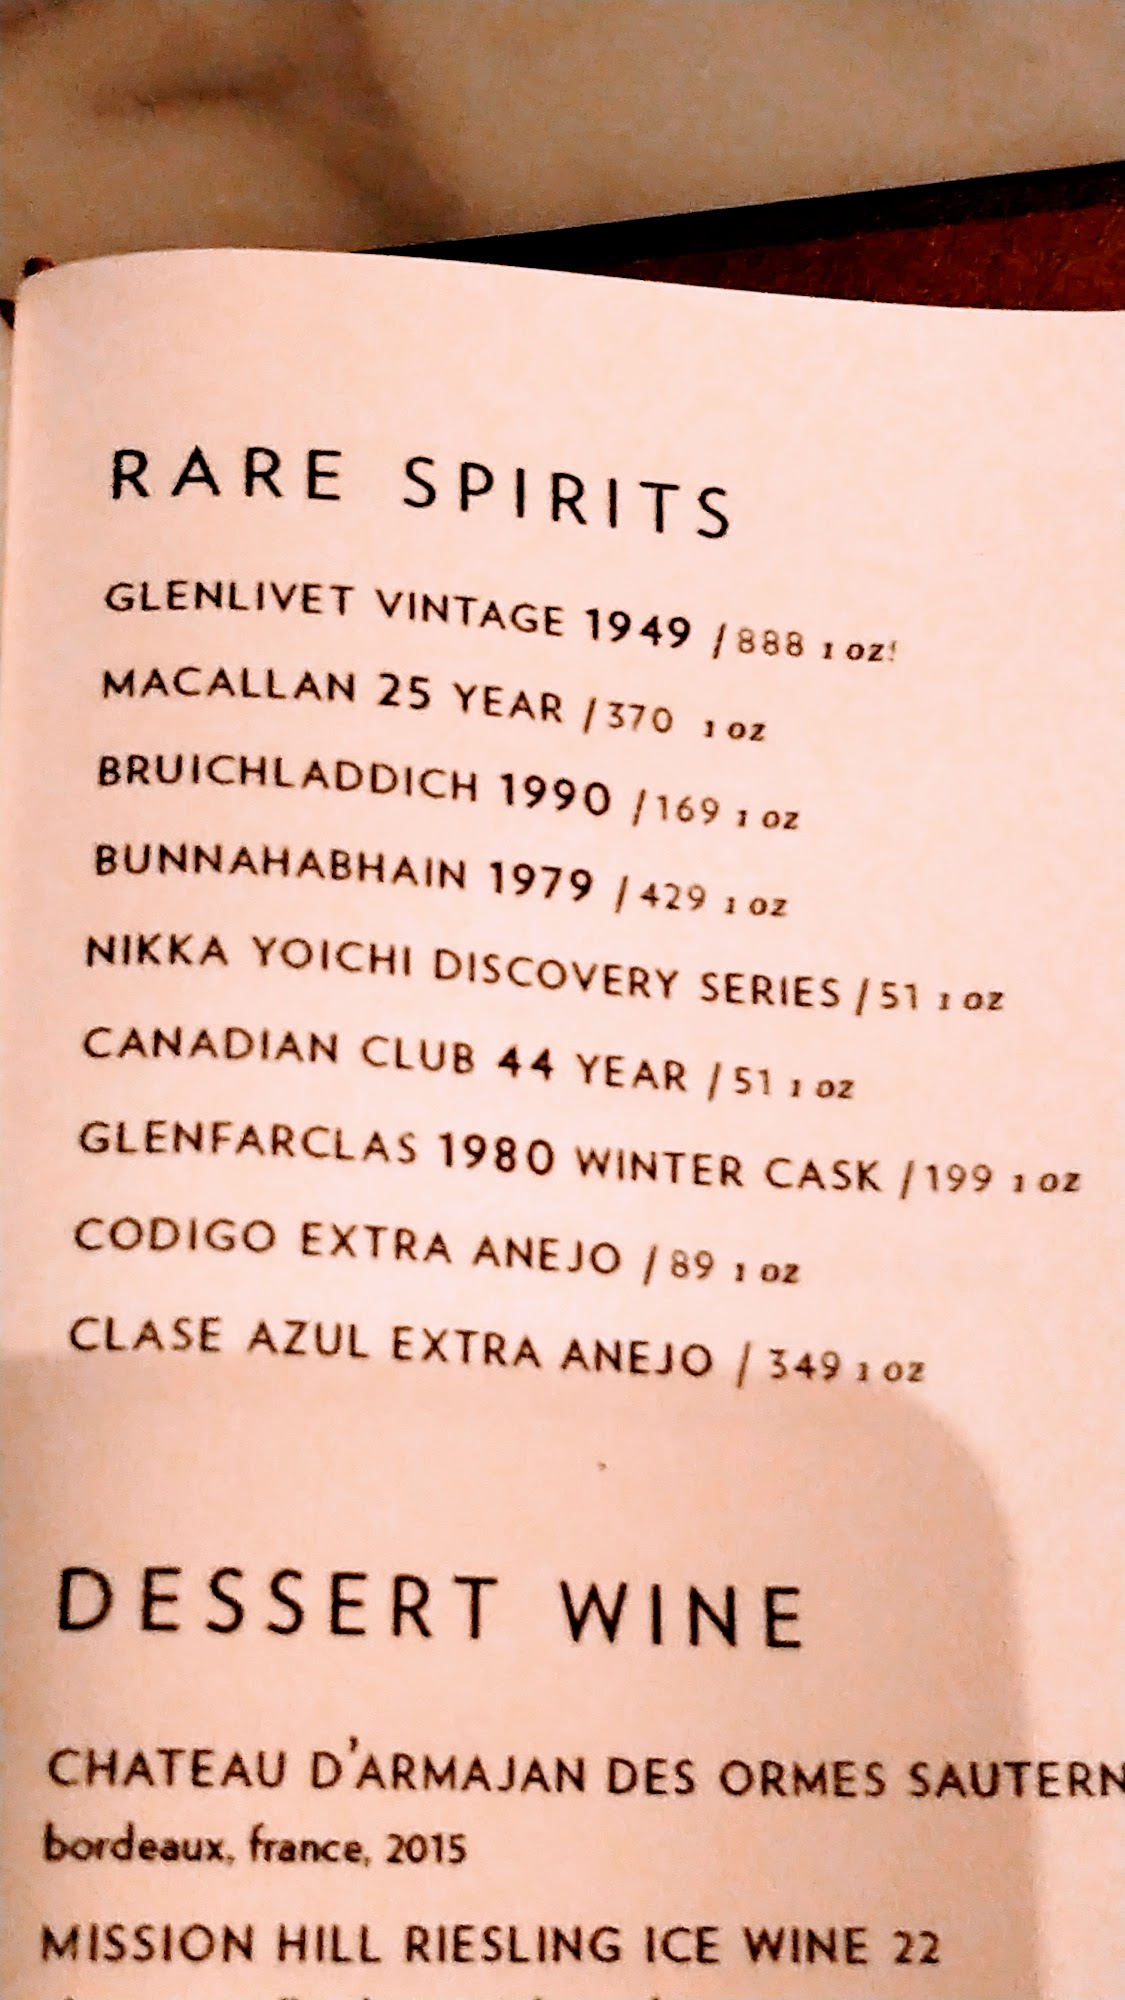 RARE SPIRITS
GLENLIVET VINTAGE 1949 /888 1 oz!
MACALLAN 25 YEAR /370 1 oz
BRUICHLADDICH 1990 /169 1 oz
BUNNAHABHAIN 1979 /429 1 oz
NIKKA YOICHI DISCOVERY SERIES /51 1 oz
CANADIAN CLUB 44 YEAR /51 1 oz
GLENFARCLAS 1980 WINTER CASK /199 1 oz
CODIGO EXTRA ANEJO /89 1 oz
CLASE AZUL EXTRA ANEJO / 349 1 oz
DESSERT WINE
CHATEAU D'ARMAJAN DES ORMES SAUTERN
bordeaux, france, 2015
MISSION HILL RIESLING ICE WINE 22